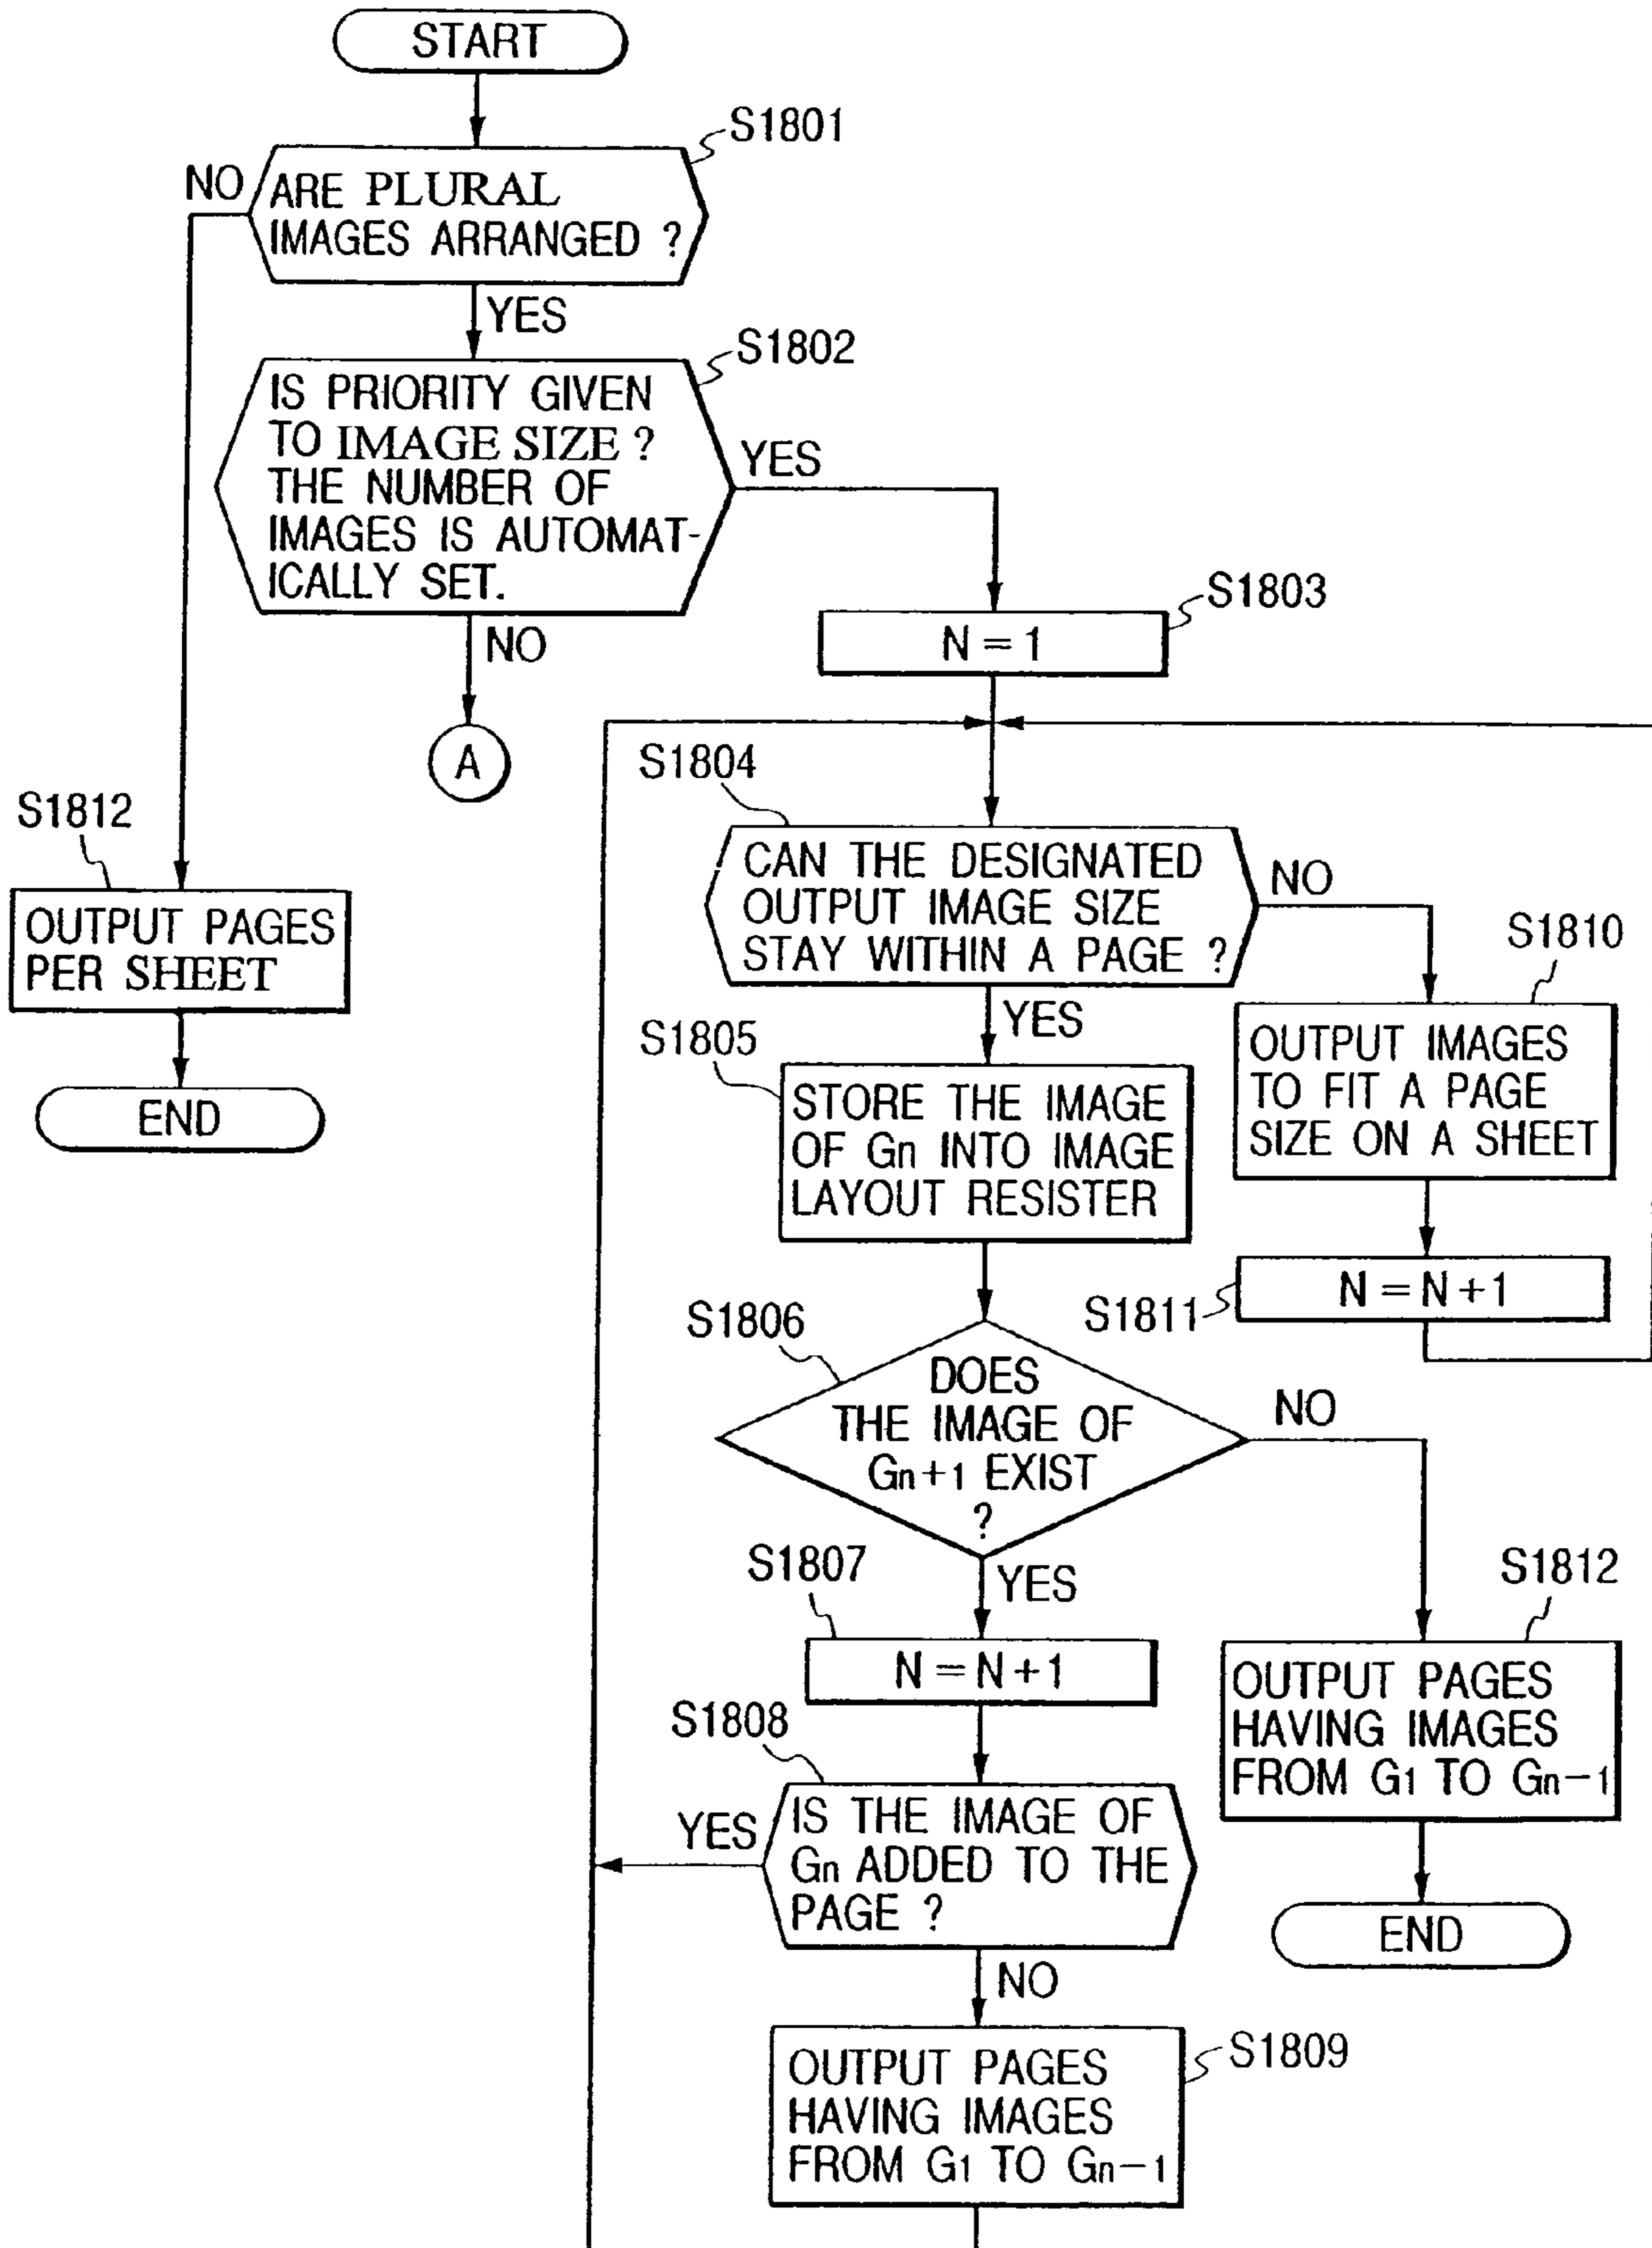 START
S1801
NO
ARE PLURAL
IMAGES ARRANGED ?
YES
S1802
IS PRIORITY GIVEN
TO IMAGE SIZE ?
THE NUMBER OF
IMAGES IS AUTOMAT-
ICALLY SET.
YES
NO
A
S1803
N = 1
S1812
OUTPUT PAGES
PER SHEET
END
S1804
CAN THE DESIGNATED
OUTPUT IMAGE SIZE
STAY WITHIN A PAGE ?
NO
YES
S1810
OUTPUT IMAGES
TO FIT A PAGE
SIZE ON A SHEET
S1811
N = N + 1
S1805
STORE THE IMAGE
OF Gn INTO IMAGE
LAYOUT RESISTER
S1806
DOES
THE IMAGE OF
Gn+1 EXIST
?
NO
YES
S1807
N = N + 1
S1812
OUTPUT PAGES
HAVING IMAGES
FROM G1 TO Gn-1
END
S1808
YES
IS THE IMAGE OF
Gn ADDED TO THE
PAGE ?
NO
S1809
OUTPUT PAGES
HAVING IMAGES
FROM G1 TO Gn-1